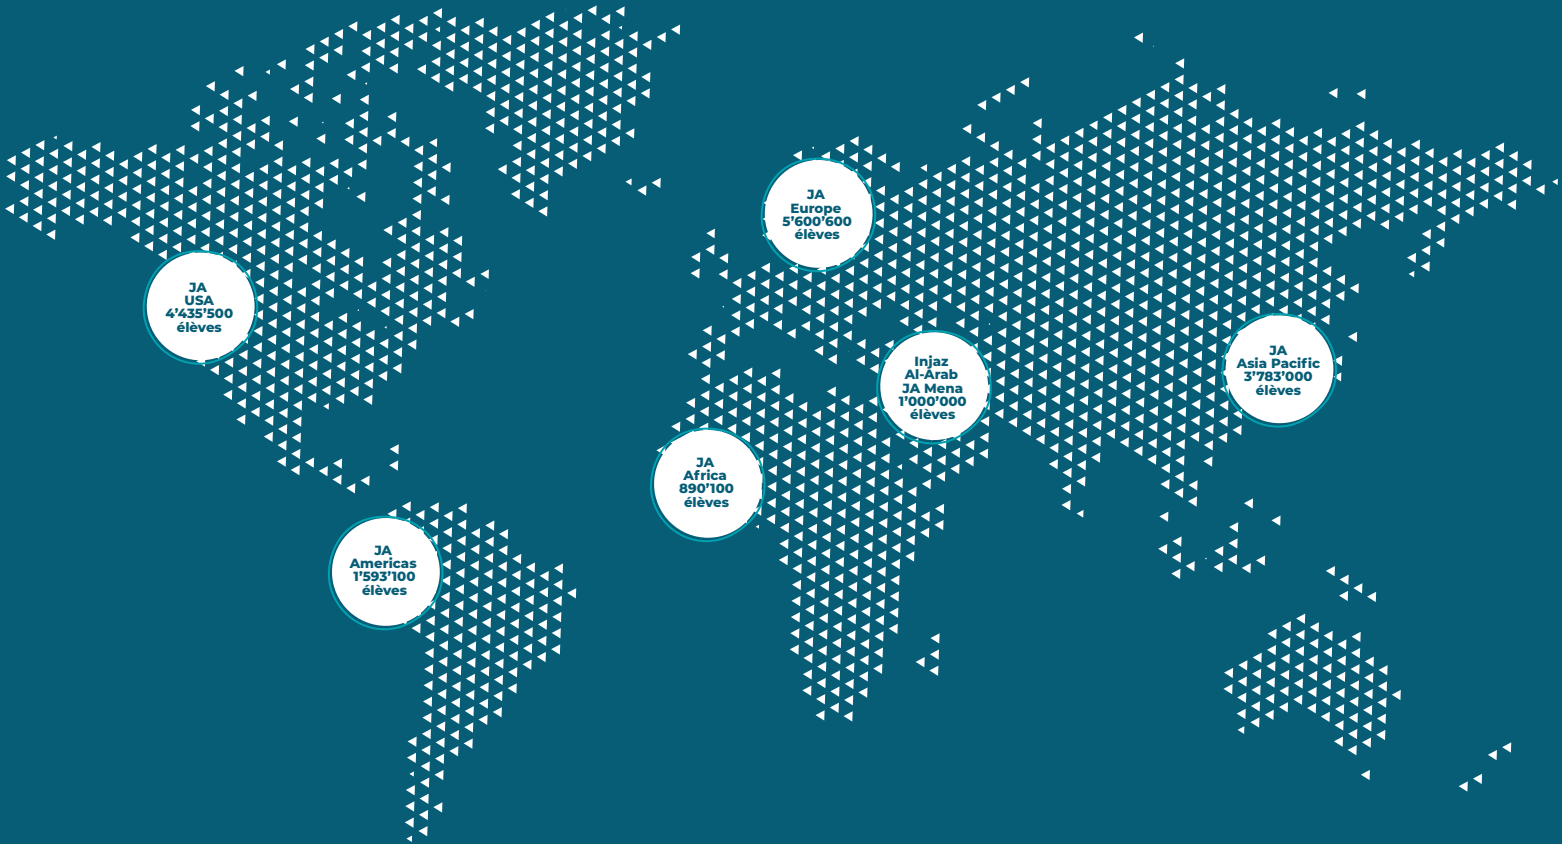 JA
Europe
5’600’600
élèves
JA
USA
4’435’500
élèves
Injaz
Al-Arab
JA Mena
1’000’000
élèves
JA
Asia Pacific
3’783’000
élèves
JA
Africa
890’100
élèves
JA
Americas
1’593’100
élèves